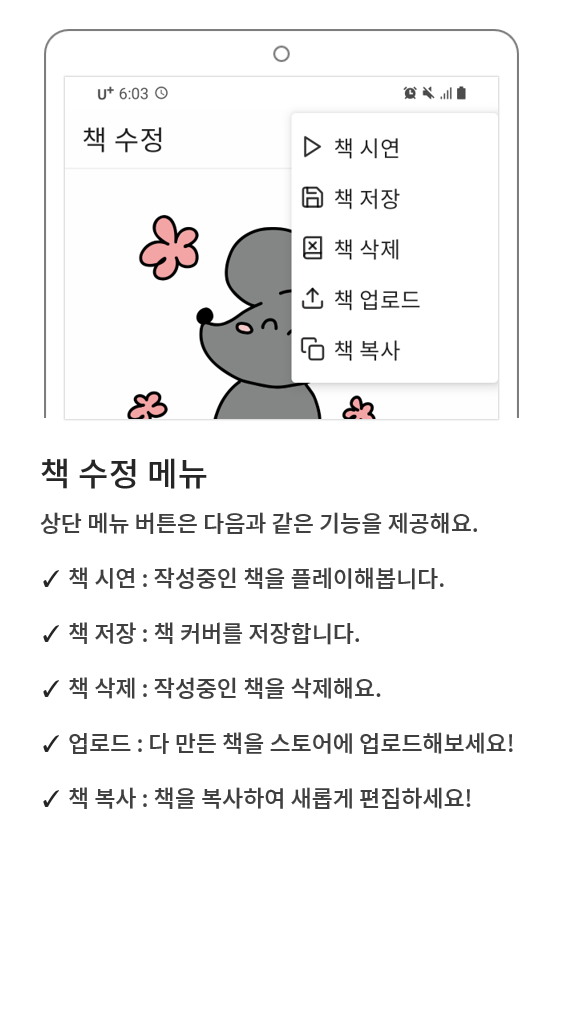 U+ 6:03
책 수정
책 시연
책 저장
책 삭제
책 업로드
책 복사
책 수정 메뉴
상단 메뉴 버튼은 다음과 같은 기능을 제공해요.
✓ 책 시연 : 작성중인 책을 플레이해봅니다.
✓ 책 저장 : 책 커버를 저장합니다.
✓ 책 삭제 : 작성중인 책을 삭제해요.
✓ 업로드 : 다 만든 책을 스토어에 업로드해보세요!
✓ 책 복사 : 책을 복사하여 새롭게 편집하세요!